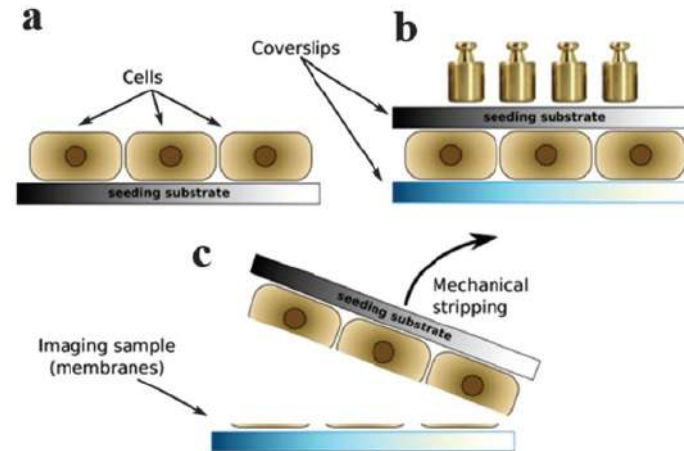 a
b
Coverslips
Cells
seeding substrate
seeding substrate
c
Mechanical
stripping
seeding substrate
Imaging sample
(membranes)